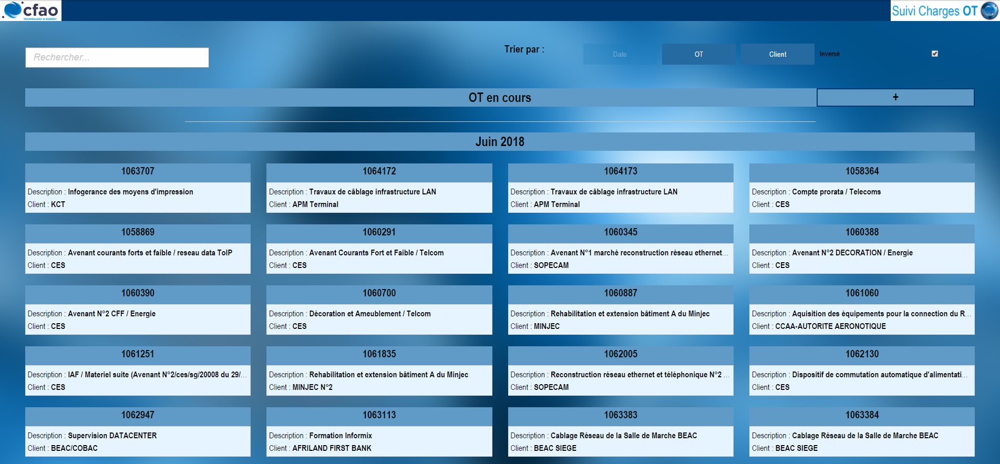 cfao
TECHNOLOGY & ENERGY
Suivi Charges OT
Rechercher...
Trier par :
Date
OT
Client
Inversé
OT en cours
+
Juin 2018
1063707
Description : Infogerance des moyens d'impression
Client : KCT
1064172
Description : Travaux de câblage infrastructure LAN
Client : APM Terminal
1064173
Description : Travaux de câblage infrastructure LAN
Client : APM Terminal
1058364
Description : Compte prorata / Telecoms
Client : CES
1058869
Description : Avenant courants forts et faible / reseau data ToIP
Client : CES
1060291
Description : Avenant Courants Fort et Faible / Telcom
Client : CES
1060345
Description : Avenant N°1 marché reconstruction réseau ethernet...
Client : SOPECAM
1060388
Description : Avenant N°2 DECORATION / Energie
Client : CES
1060390
Description : Avenant N°2 CFF / Energie
Client : CES
1060700
Description : Décoration et Ameublement / Telcom
Client : CES
1060887
Description : Rehabilitation et extension bâtiment A du Minjec
Client : MINJEC
1061060
Description : Aquisition des équipements pour la connection du R...
Client : CCAA-AUTORITE AERONOTIQUE
1061251
Description : IAF / Materiel suite (Avenant N°2/ces/sg/20008 du 29/...
Client : CES
1061835
Description : Rehabilitation et extension bâtiment A du Minjec
Client : MINJEC N°2
1062005
Description : Reconstruction réseau ethernet et téléphonique N°2 ...
Client : SOPECAM
1062130
Description : Dispositif de commutation automatique d'alimentati...
Client : CES
1062947
Description : Supervision DATACENTER
Client : BEAC/COBAC
1063113
Description : Formation Informix
Client : AFRILAND FIRST BANK
1063383
Description : Cablage Réseau de la Salle de Marche BEAC
Client : BEAC SIEGE
1063384
Description : Cablage Réseau de la Salle de Marche BEAC
Client : BEAC SIEGE